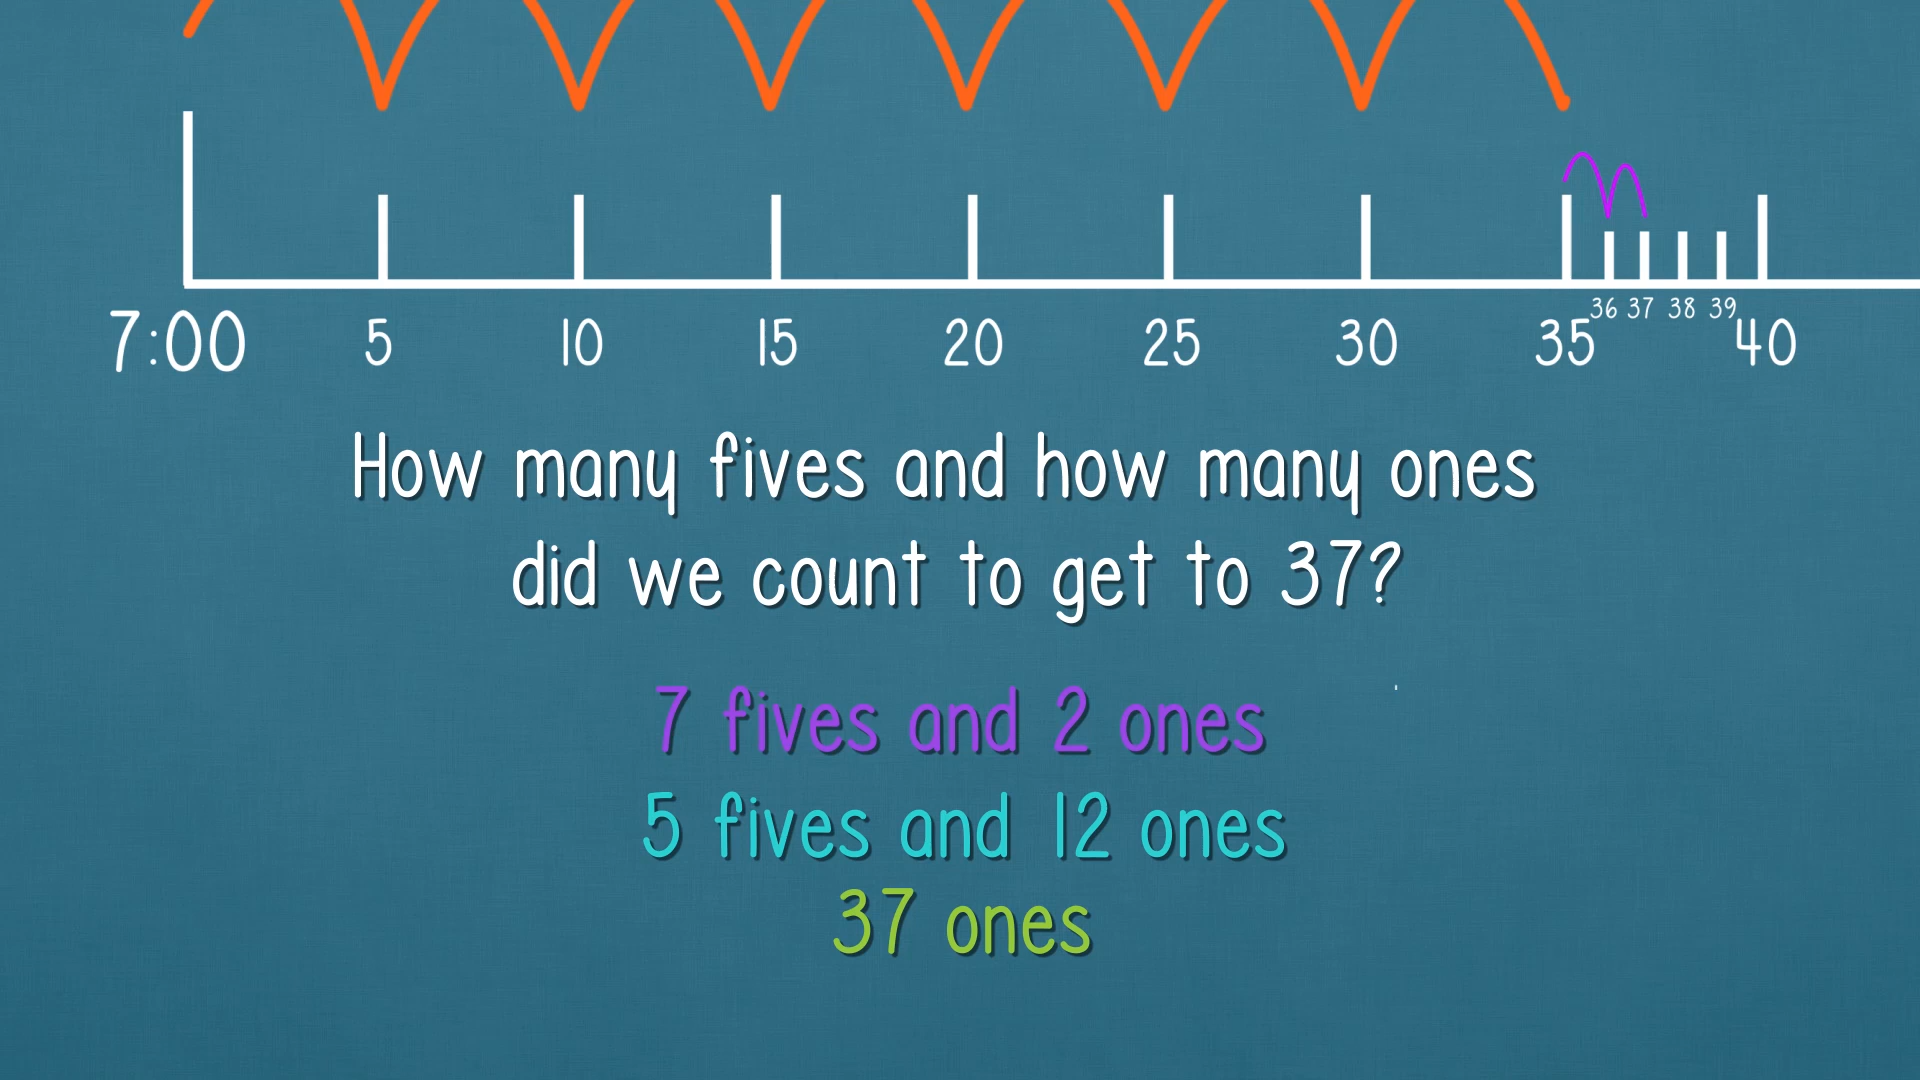 7:00 5 10 15 20 25 30 35 36 37 38 39 40
How many fives and how many ones
did we count to get to 37?
7 fives and 2 ones
5 fives and 12 ones
37 ones